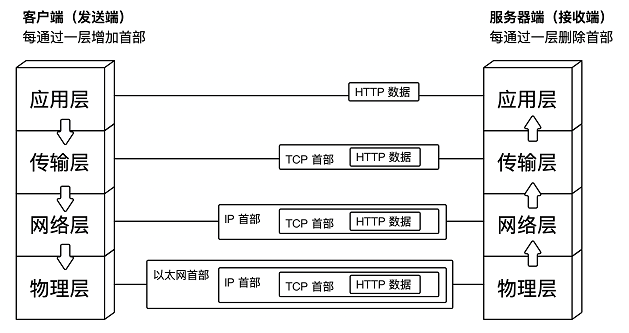 客户端（发送端）
每通过一层增加首部
服务器端（接收端）
每通过一层删除首部
应用层
HTTP 数据
应用层
传输层
TCP 首部
HTTP 数据
传输层
网络层
IP 首部
TCP 首部
HTTP 数据
网络层
物理层
以太网首部
IP 首部
TCP 首部
HTTP 数据
物理层